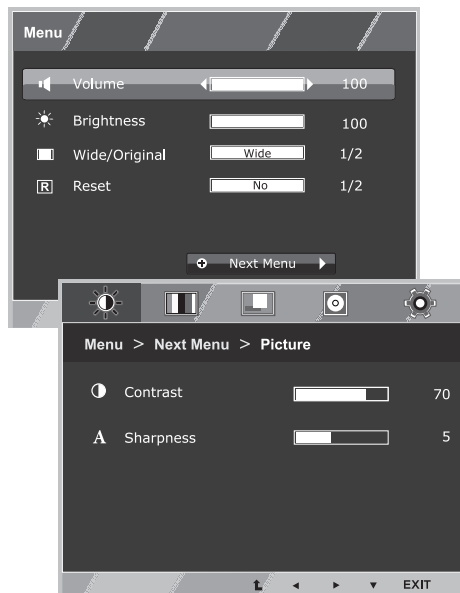 Menu
Volume 100
Brightness 100
Wide/Original Wide 1/2
R Reset No 1/2
Next Menu
Menu > Next Menu > Picture
Contrast 70
A Sharpness 5
EXIT